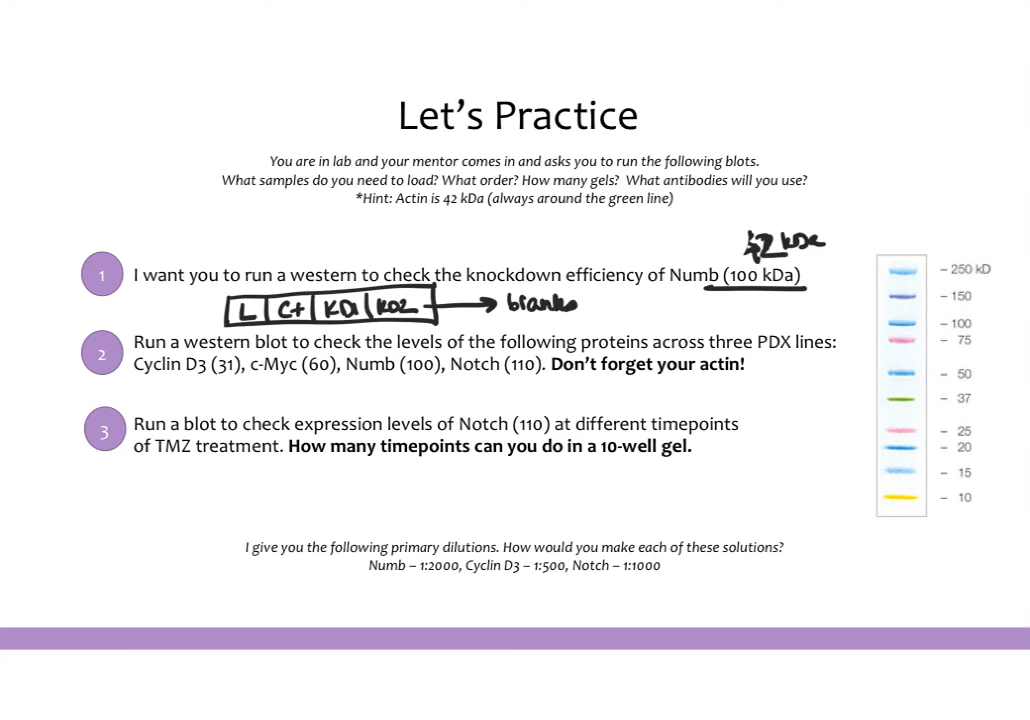 Let's Practice
You are in lab and your mentor comes in and asks you to run the following blots.
What samples do you need to load? What order? How many gels? What antibodies will you use?
*Hint: Actin is 42 kDa (always around the green line)
42 kDa
1 I want you to run a western to check the knockdown efficiency of Numb (100 kDa)
L C+ KD1 KD2 → blanks
2 Run a western blot to check the levels of the following proteins across three PDX lines:
Cyclin D3 (31), c-Myc (60), Numb (100), Notch (110). Don't forget your actin!
3 Run a blot to check expression levels of Notch (110) at different timepoints
of TMZ treatment. How many timepoints can you do in a 10-well gel.
– 250 kD
– 150
– 100
– 75
– 50
– 37
– 25
– 20
– 15
– 10
I give you the following primary dilutions. How would you make each of these solutions?
Numb – 1:2000, Cyclin D3 – 1:500, Notch – 1:1000